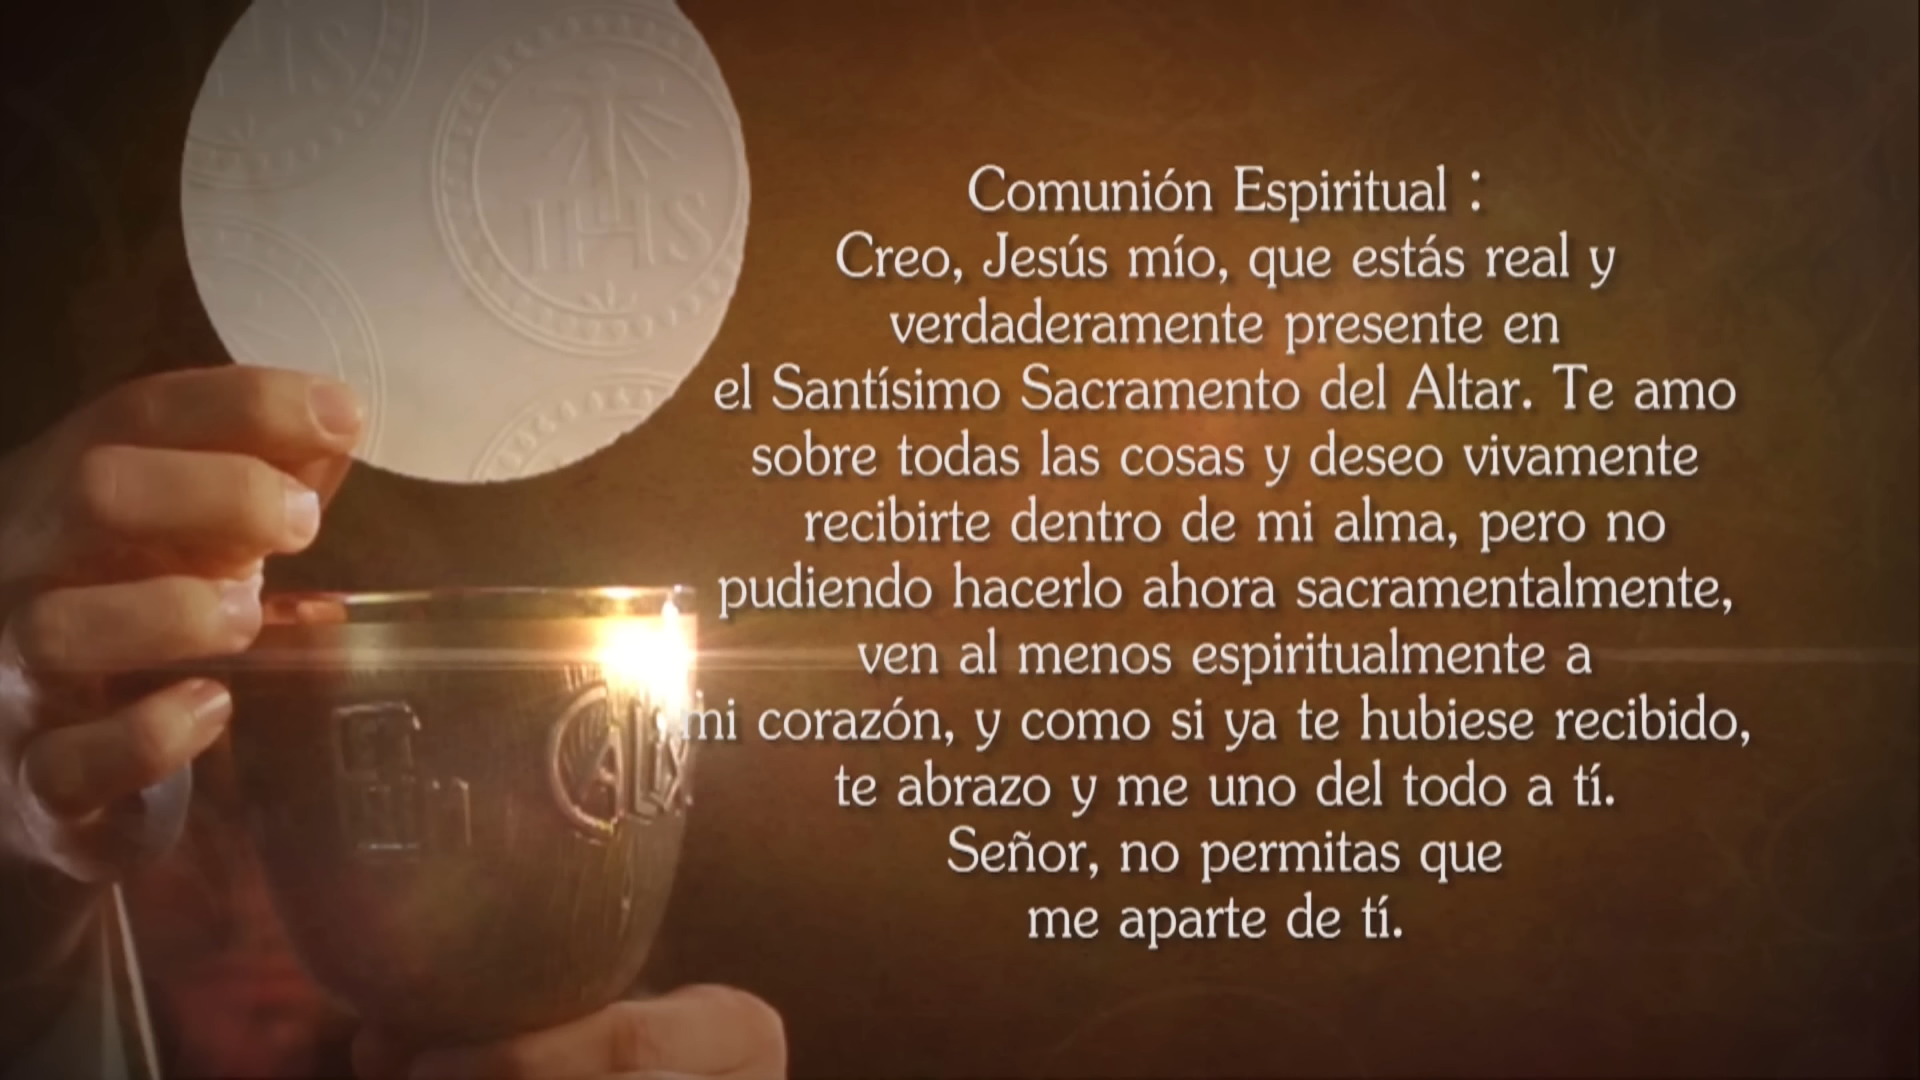 IHS
Comunión Espiritual :
Creo, Jesús mío, que estás real y
verdaderamente presente en
el Santísimo Sacramento del Altar. Te amo
sobre todas las cosas y deseo vivamente
recibirte dentro de mi alma, pero no
pudiendo hacerlo ahora sacramentalmente,
ven al menos espiritualmente a
mi corazón, y como si ya te hubiese recibido,
te abrazo y me uno del todo a tí.
Señor, no permitas que
me aparte de tí.